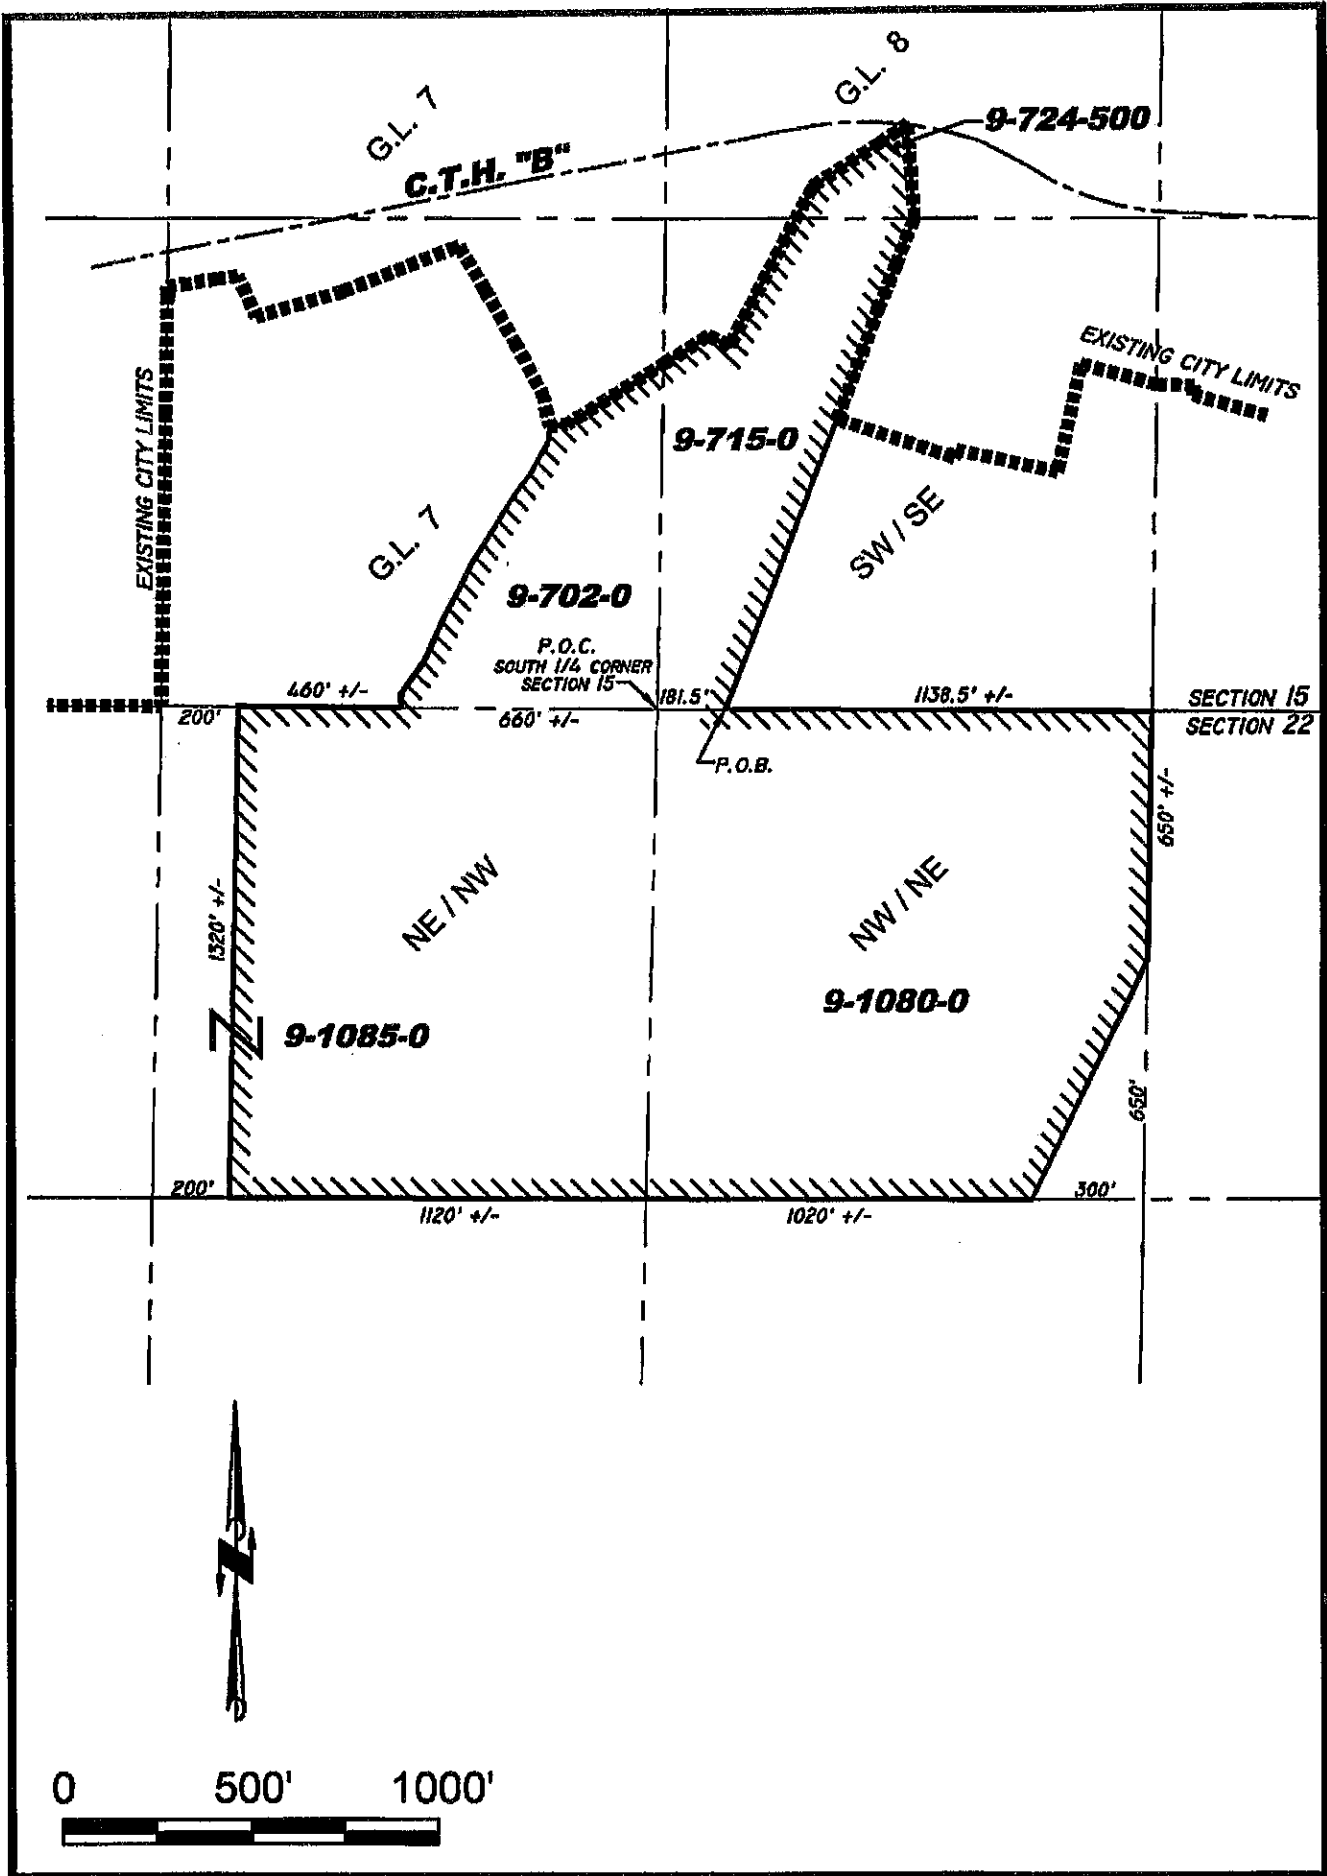 G.L. 8
G.L. 7
9-724-500
C.T.H. "B"
EXISTING CITY LIMITS
EXISTING CITY LIMITS
9-715-0
G.L. 7
SW / SE
9-702-0
P.O.C.
SOUTH 1/4 CORNER
SECTION 15
460' +/-
181.5'
1138.5' +/-
SECTION 15
200'
660' +/-
SECTION 22
P.O.B.
650' +/-
1320' +/-
NE / NW
NW / NE
9-1080-0
Z
9-1085-0
650'
200'
300'
1120' +/-
1020' +/-
Z
0 500' 1000'